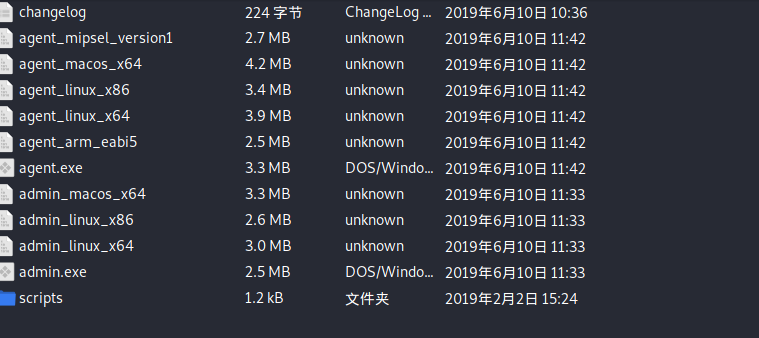 changelog 224 字节 ChangeLog ... 2019年6月10日 10:36
agent_mipsel_version1 2.7 MB unknown 2019年6月10日 11:42
agent_macos_x64 4.2 MB unknown 2019年6月10日 11:42
agent_linux_x86 3.4 MB unknown 2019年6月10日 11:42
agent_linux_x64 3.9 MB unknown 2019年6月10日 11:42
agent_arm_eabi5 2.5 MB unknown 2019年6月10日 11:42
agent.exe 3.3 MB DOS/Windo... 2019年6月10日 11:42
admin_macos_x64 3.3 MB unknown 2019年6月10日 11:33
admin_linux_x86 2.6 MB unknown 2019年6月10日 11:33
admin_linux_x64 3.0 MB unknown 2019年6月10日 11:33
admin.exe 2.5 MB DOS/Windo... 2019年6月10日 11:33
scripts 1.2 kB 文件夹 2019年2月2日 15:24